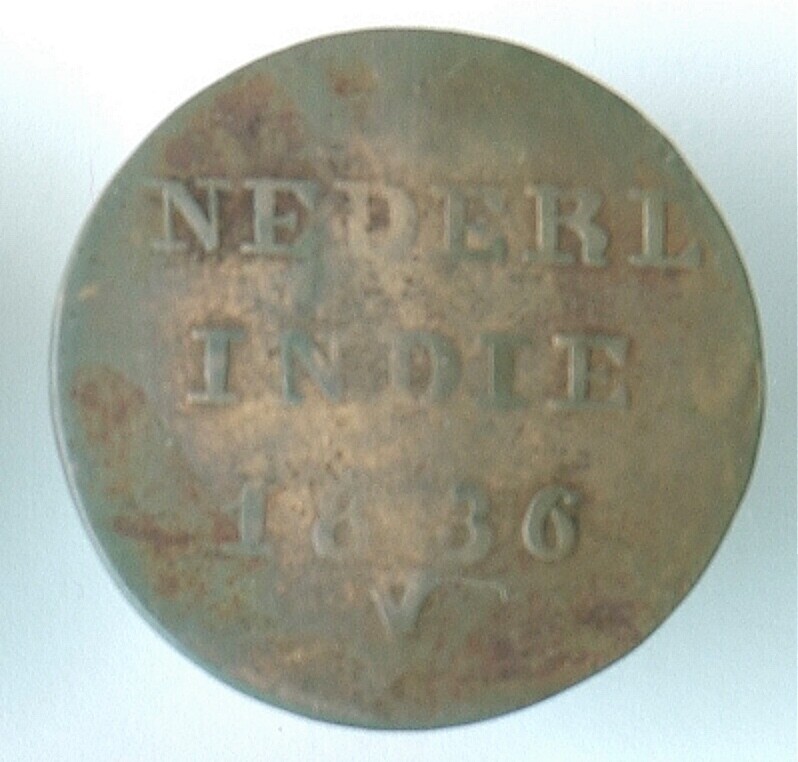 NEDERL
INDIE
1836
V